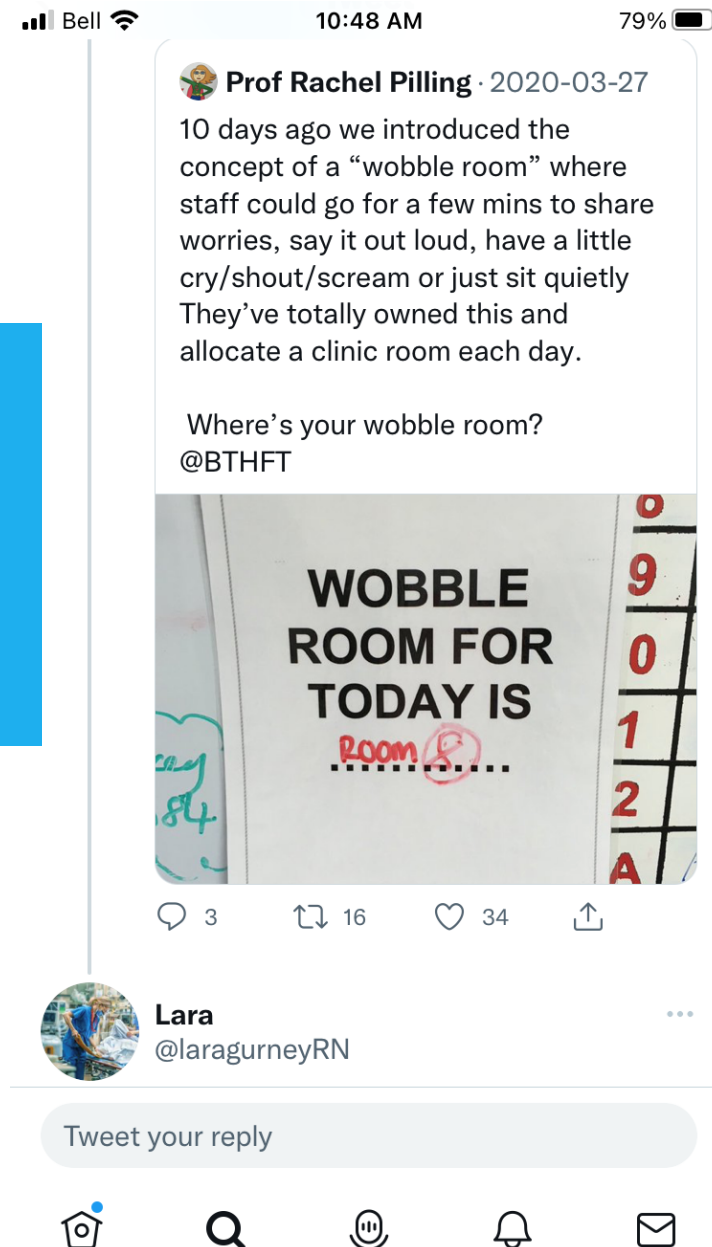 Bell 10:48 AM 79%
Prof Rachel Pilling · 2020-03-27
10 days ago we introduced the
concept of a “wobble room” where
staff could go for a few mins to share
worries, say it out loud, have a little
cry/shout/scream or just sit quietly
They’ve totally owned this and
allocate a clinic room each day.
Where’s your wobble room?
@BTHFT
WOBBLE
ROOM FOR
TODAY IS
Room 8
9
0
1
2
A
84
3 16 34
Lara
@laragurneyRN
Tweet your reply